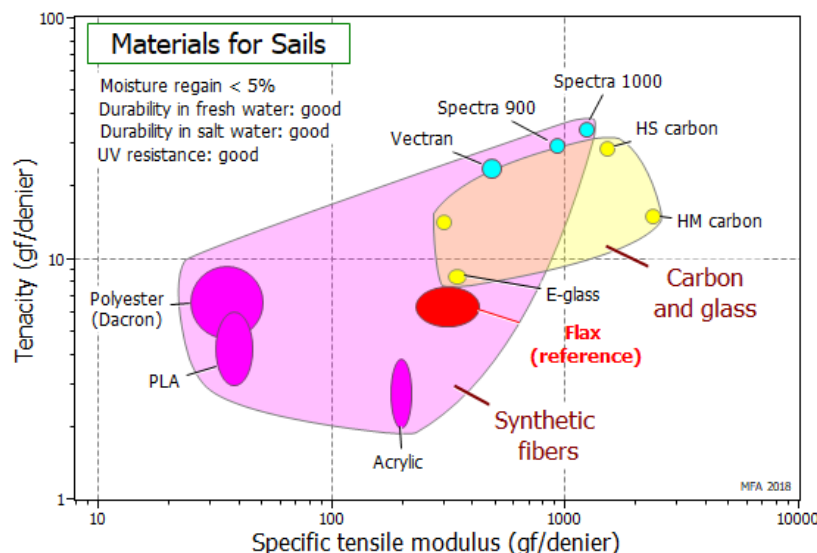 Materials for Sails
Moisture regain < 5%
Durability in fresh water: good
Durability in salt water: good
UV resistance: good
Spectra 1000
Spectra 900
HS carbon
Vectran
HM carbon
E-glass
Carbon
and glass
Polyester
(Dacron)
Flax
(reference)
PLA
Synthetic
fibers
Acrylic
MFA 2018
Tenacity (gf/denier)
100
10
1
10
100
1000
10000
Specific tensile modulus (gf/denier)